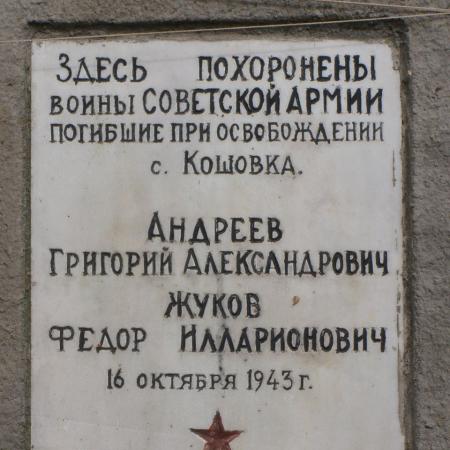 Здесь похоронены
воины Советской Армии
погибшие при освобождении
с. Кошовка.
Андреев
Григорий Александрович
Жуков
Федор Илларионович
16 октября 1943 г.